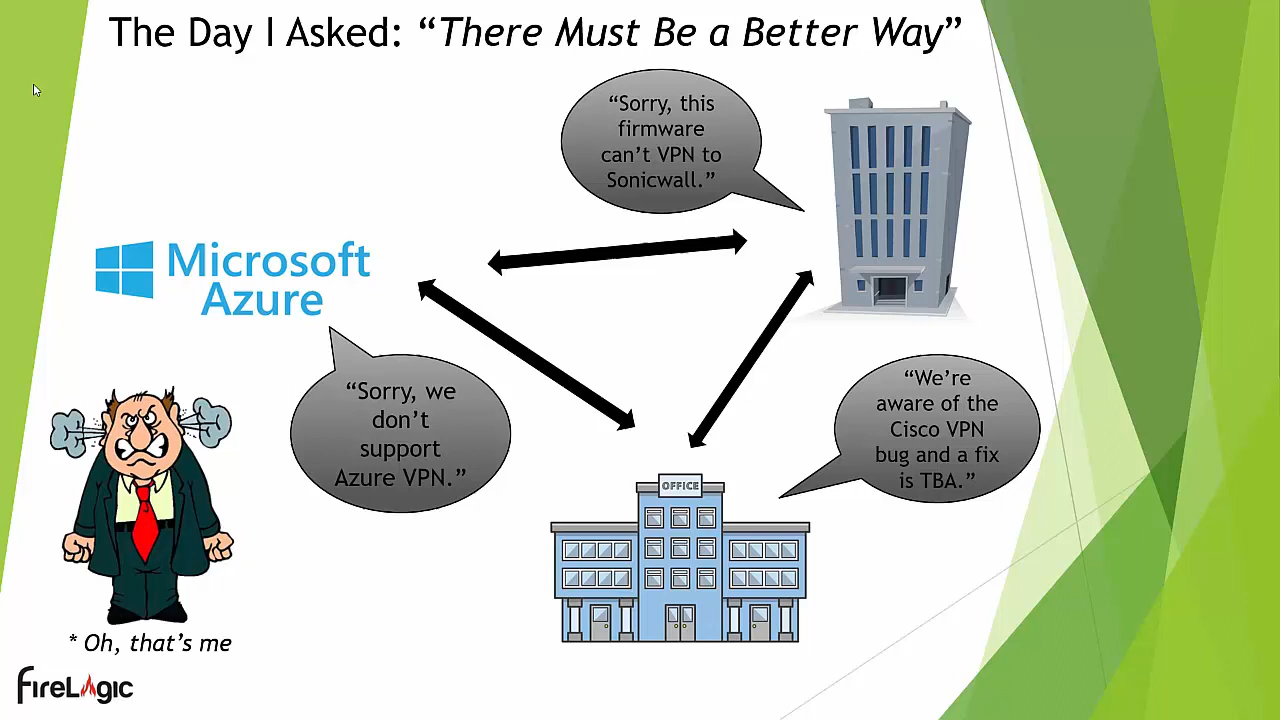 The Day I Asked: “There Must Be a Better Way”
“Sorry, this
firmware
can’t VPN to
Sonicwall.”
Microsoft
Azure
“Sorry, we
don’t
support
Azure VPN.”
“We’re
aware of the
Cisco VPN
bug and a fix
is TBA.”
OFFICE
* Oh, that’s me
FireLogic